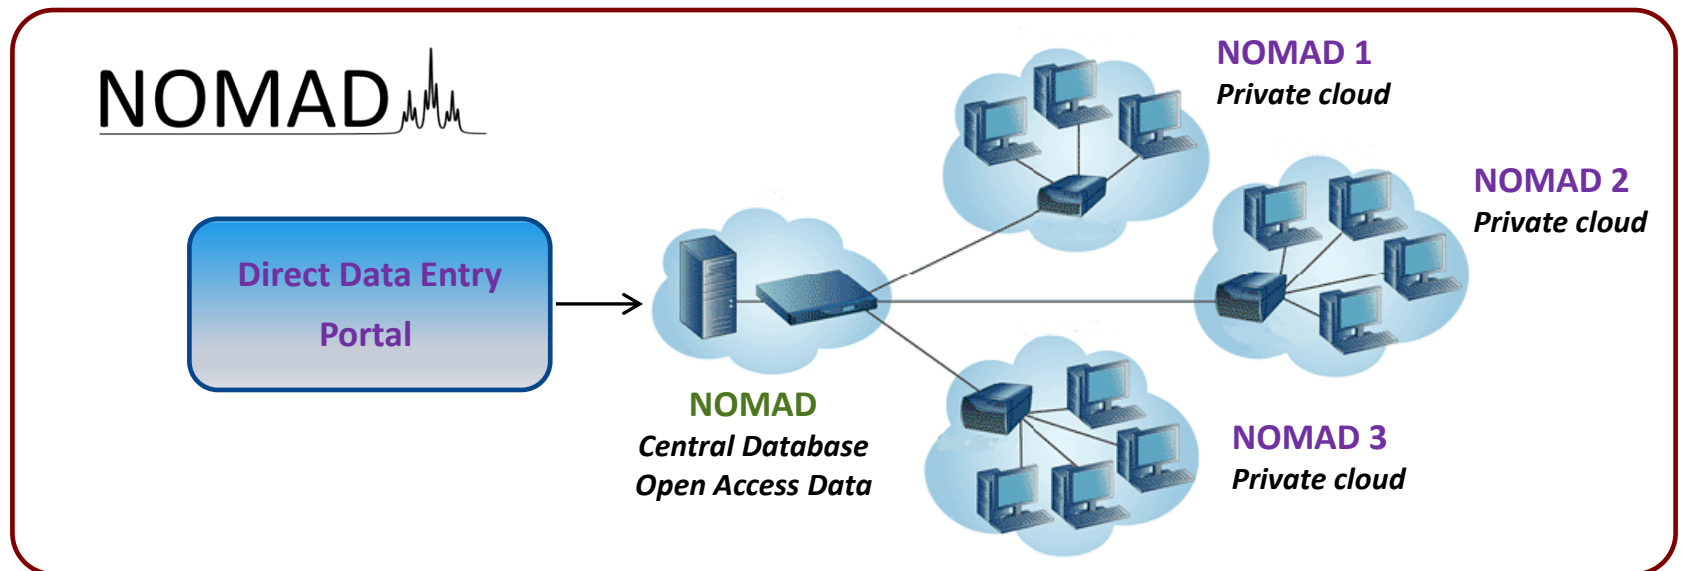 NOMAD
NOMAD 1
Private cloud
NOMAD 2
Private cloud
Direct Data Entry
Portal
NOMAD
Central Database
Open Access Data
NOMAD 3
Private cloud